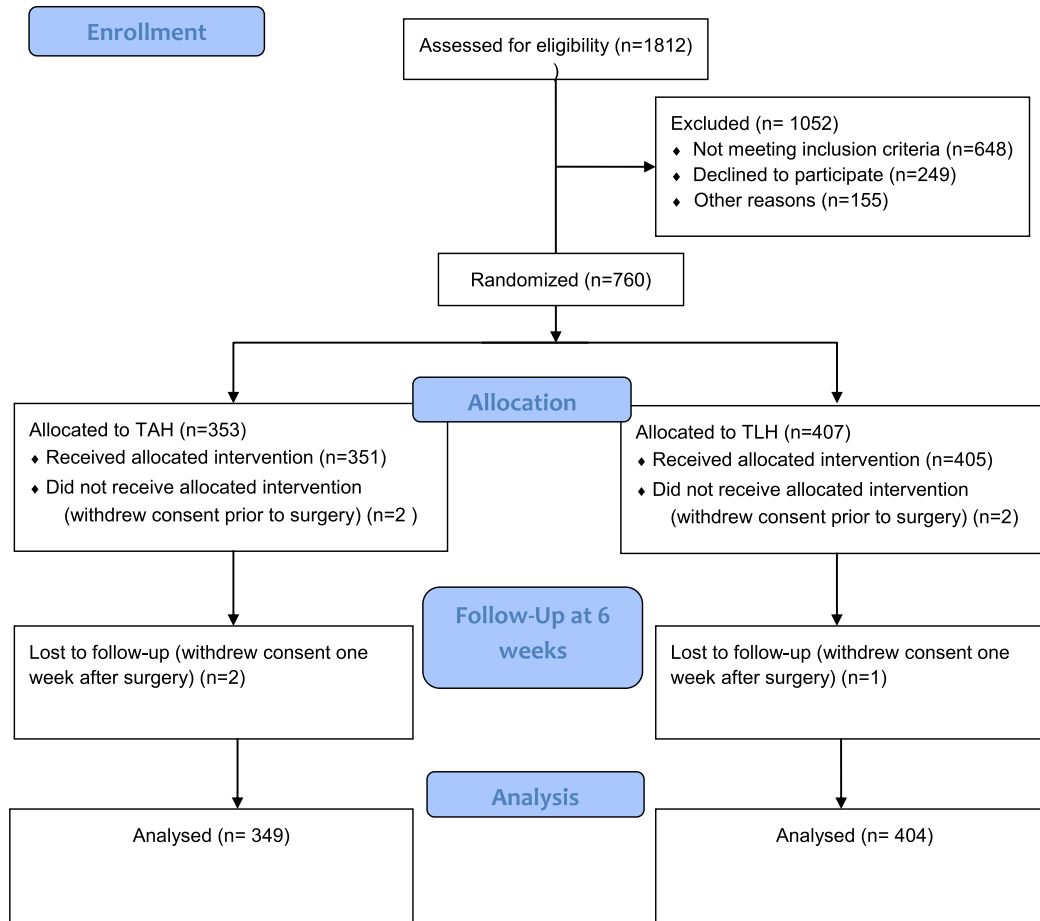 Enrollment
Assessed for eligibility (n=1812)
)
Excluded (n= 1052)
♦ Not meeting inclusion criteria (n=648)
♦ Declined to participate (n=249)
♦ Other reasons (n=155)
Randomized (n=760)
Allocation
Allocated to TAH (n=353)
♦ Received allocated intervention (n=351)
♦ Did not receive allocated intervention
(withdrew consent prior to surgery) (n=2 )
Allocated to TLH (n=407)
♦ Received allocated intervention (n=405)
♦ Did not receive allocated intervention
(withdrew consent prior to surgery) (n=2)
Follow-Up at 6
weeks
Lost to follow-up (withdrew consent one
week after surgery) (n=2)
Lost to follow-up (withdrew consent one
week after surgery) (n=1)
Analysis
Analysed (n= 349)
Analysed (n= 404)